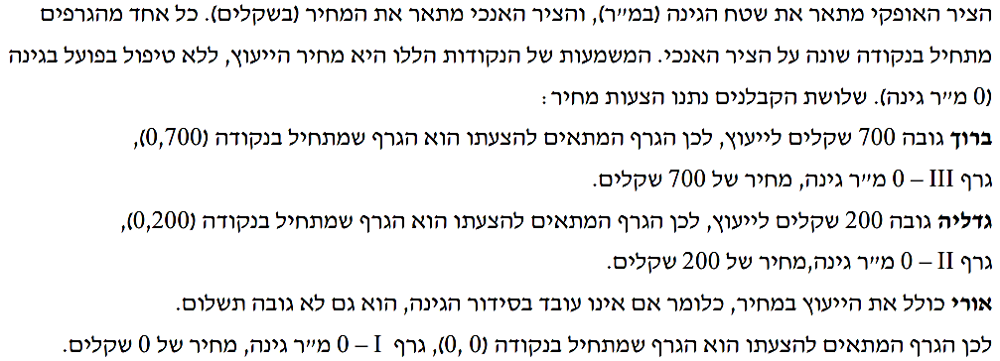 הציר האופקי מתאר את שטח הגינה (במ״ר), והציר האנכי מתאר את המחיר (בשקלים). כל אחד מהגרפים
מתחיל בנקודה שונה על הציר האנכי. המשמעות של הנקודות הללו היא מחיר הייעוץ, ללא טיפול בפועל בגינה
(0 מ״ר גינה). שלושת הקבלנים נתנו הצעות מחיר:
ברוך גובה 700 שקלים לייעוץ, לכן הגרף המתאים להצעתו הוא הגרף שמתחיל בנקודה (0,700),
גרף III – 0 מ״ר גינה, מחיר של 700 שקלים.
גדליה גובה 200 שקלים לייעוץ, לכן הגרף המתאים להצעתו הוא הגרף שמתחיל בנקודה (0,200),
גרף II – 0 מ״ר גינה,מחיר של 200 שקלים.
אורי כולל את הייעוץ במחיר, כלומר אם אינו עובד בסידור הגינה, הוא גם לא גובה תשלום.
לכן הגרף המתאים להצעתו הוא הגרף שמתחיל בנקודה (0, 0), גרף I – 0 מ״ר גינה, מחיר של 0 שקלים.